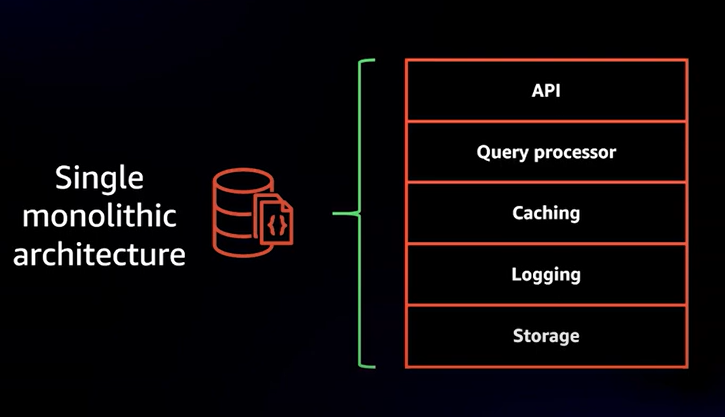 Single
monolithic
architecture
{}
API
Query processor
Caching
Logging
Storage